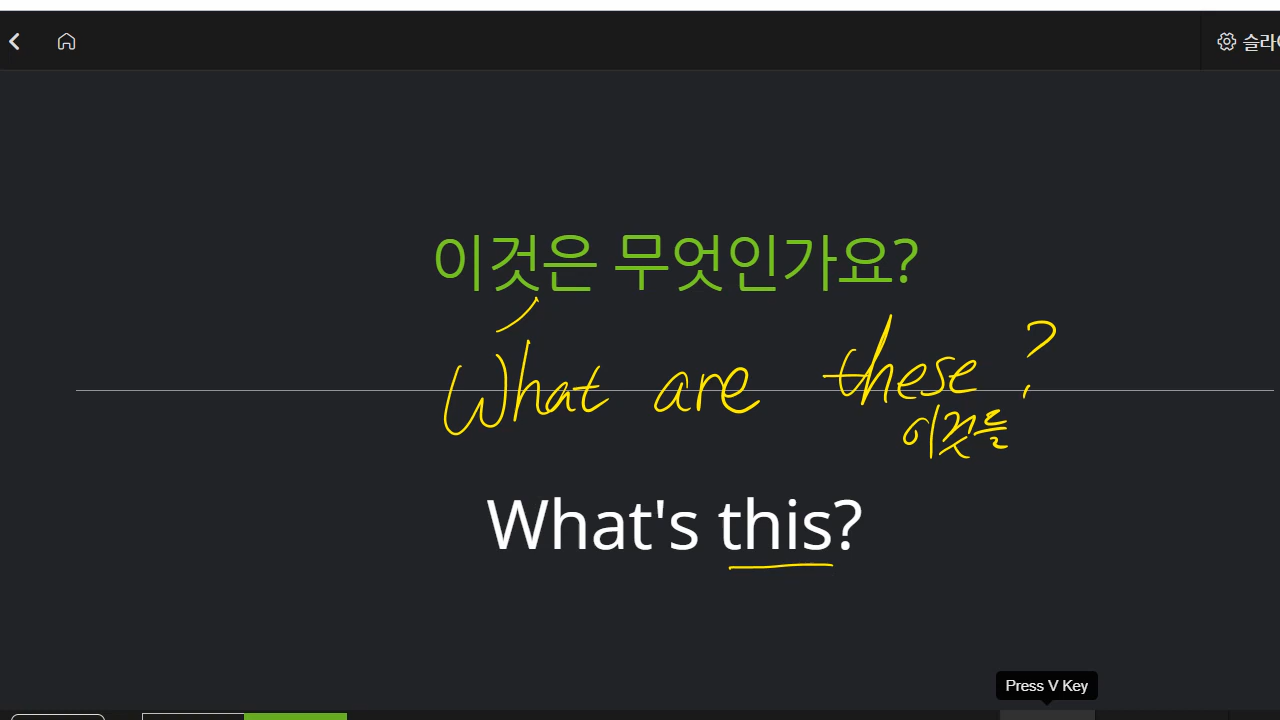 슬라이
이것은 무엇인가요?
What are these?
이것들
What's this?
Press V Key